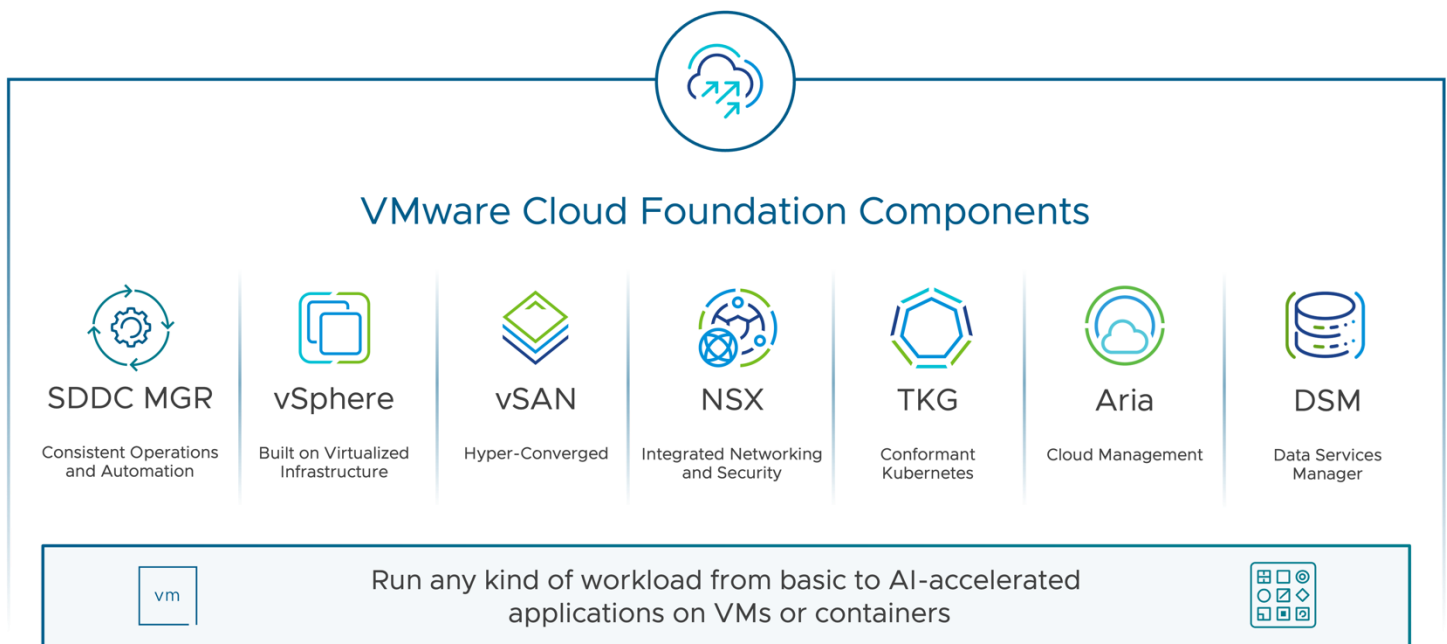 VMware Cloud Foundation Components
SDDC MGR
Consistent Operations
and Automation
vSphere
Built on Virtualized
Infrastructure
vSAN
Hyper-Converged
NSX
Integrated Networking
and Security
TKG
Conformant
Kubernetes
Aria
Cloud Management
DSM
Data Services
Manager
vm
Run any kind of workload from basic to AI-accelerated
applications on VMs or containers